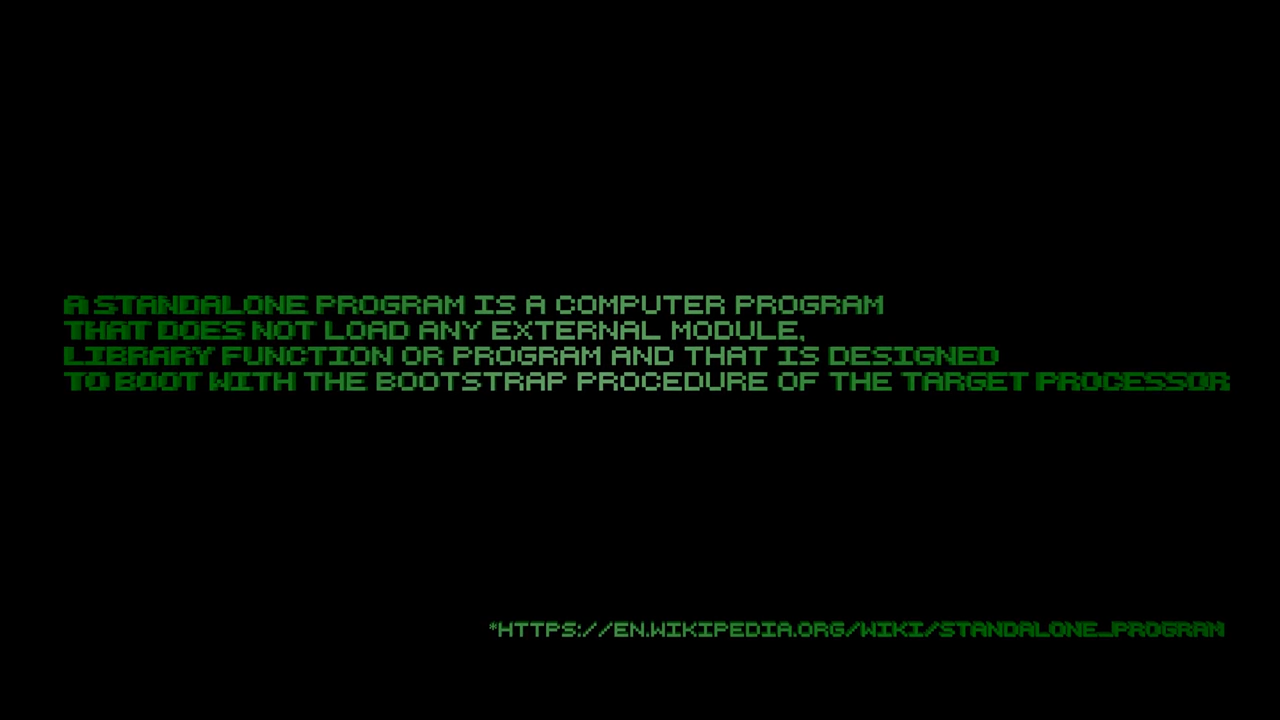 A STANDALONE PROGRAM IS A COMPUTER PROGRAM
THAT DOES NOT LOAD ANY EXTERNAL MODULE,
LIBRARY FUNCTION OR PROGRAM AND THAT IS DESIGNED
TO BOOT WITH THE BOOTSTRAP PROCEDURE OF THE TARGET PROCESSOR
*HTTPS://EN.WIKIPEDIA.ORG/WIKI/STANDALONE_PROGRAM